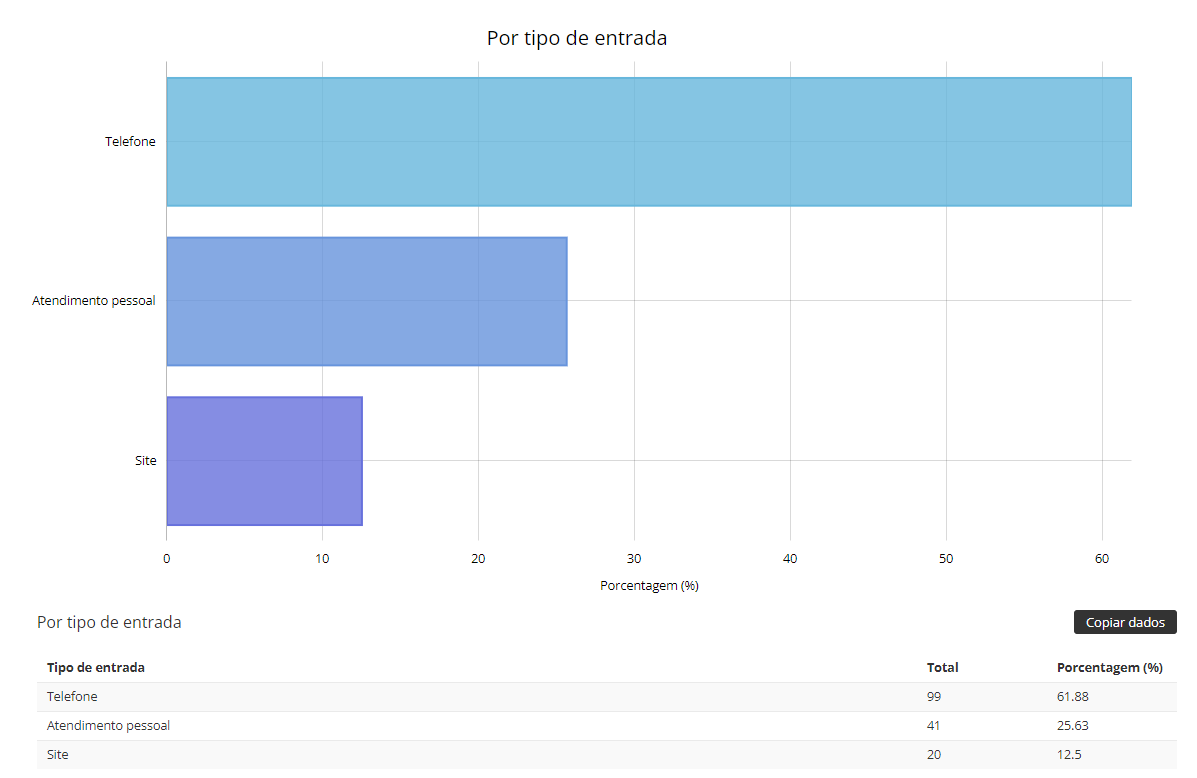 Por tipo de entrada
Telefone
Atendimento pessoal
Site
0 10 20 30 40 50 60
Porcentagem (%)
Por tipo de entrada Copiar dados
Tipo de entrada Total Porcentagem (%)
Telefone 99 61.88
Atendimento pessoal 41 25.63
Site 20 12.5